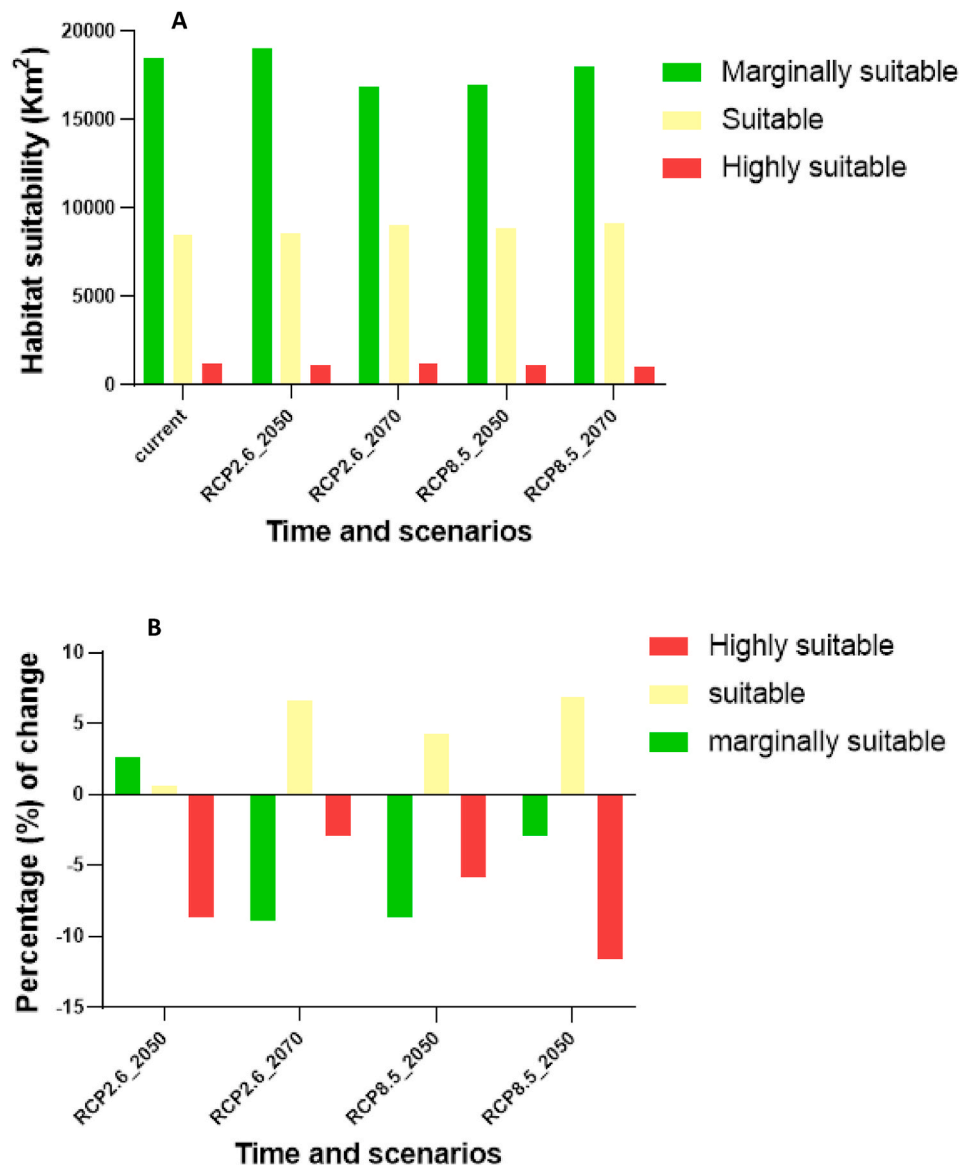 A
Habitat suitability (Km²)
20000
15000
10000
5000
0
current
RCP2.6_2050
RCP2.6_2070
RCP8.5_2050
RCP8.5_2070
Time and scenarios
Marginally suitable
Suitable
Highly suitable
B
Percentage (%) of change
10
5
0
-5
-10
-15
RCP2.6_2050
RCP2.6_2070
RCP8.5_2050
RCP8.5_2050
Time and scenarios
Highly suitable
suitable
marginally suitable